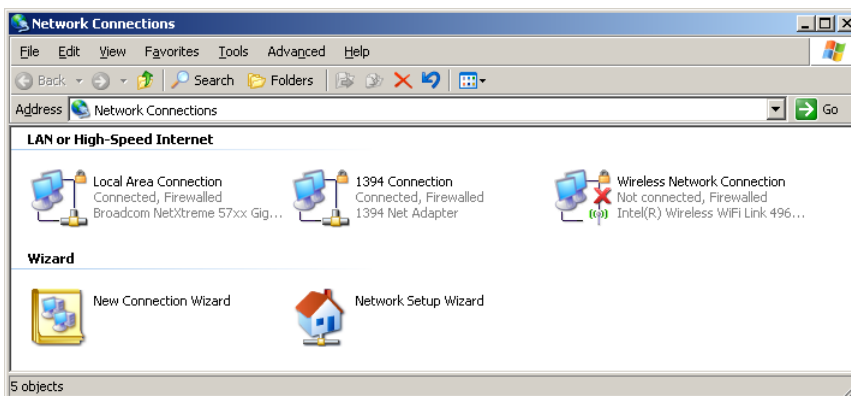 Network Connections
File Edit View Favorites Tools Advanced Help
Back Search Folders
Address Network Connections Go
LAN or High-Speed Internet
Local Area Connection
Connected, Firewalled
Broadcom NetXtreme 57xx Gig...
1394 Connection
Connected, Firewalled
1394 Net Adapter
Wireless Network Connection
Not connected, Firewalled
Intel(R) Wireless WiFi Link 496...
Wizard
New Connection Wizard
Network Setup Wizard
5 objects